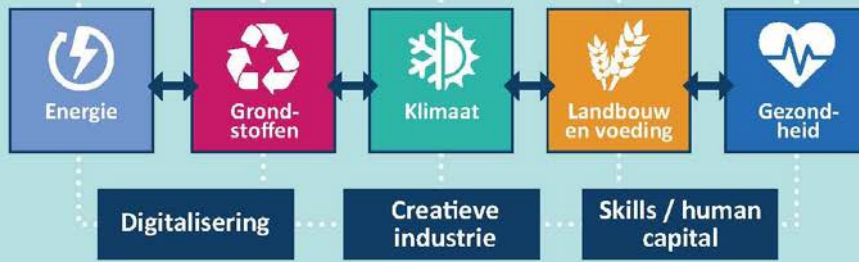 Energie
Grond-
stoffen
Klimaat
Landbouw
en voeding
Gezond-
heid
Digitalisering
Creatieve
industrie
Skills / human
capital